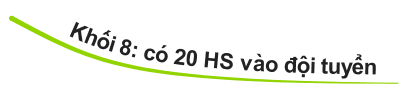 Khối 8: có 20 HS vào đội tuyển